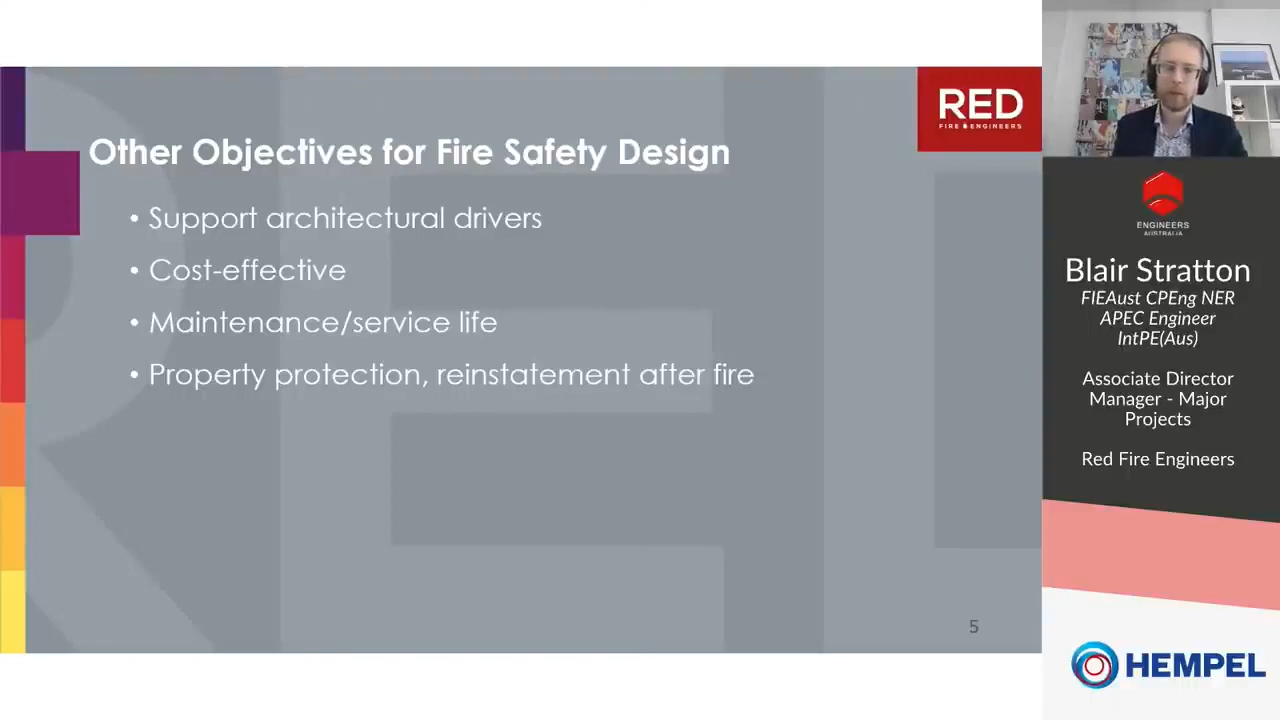 RED
FIRE ENGINEERS
Other Objectives for Fire Safety Design
• Support architectural drivers
• Cost-effective
• Maintenance/service life
• Property protection, reinstatement after fire
5
ENGINEERS
AUSTRALIA
Blair Stratton
FIEAust CPEng NER
APEC Engineer
IntPE(Aus)
Associate Director
Manager - Major
Projects
Red Fire Engineers
HEMPEL